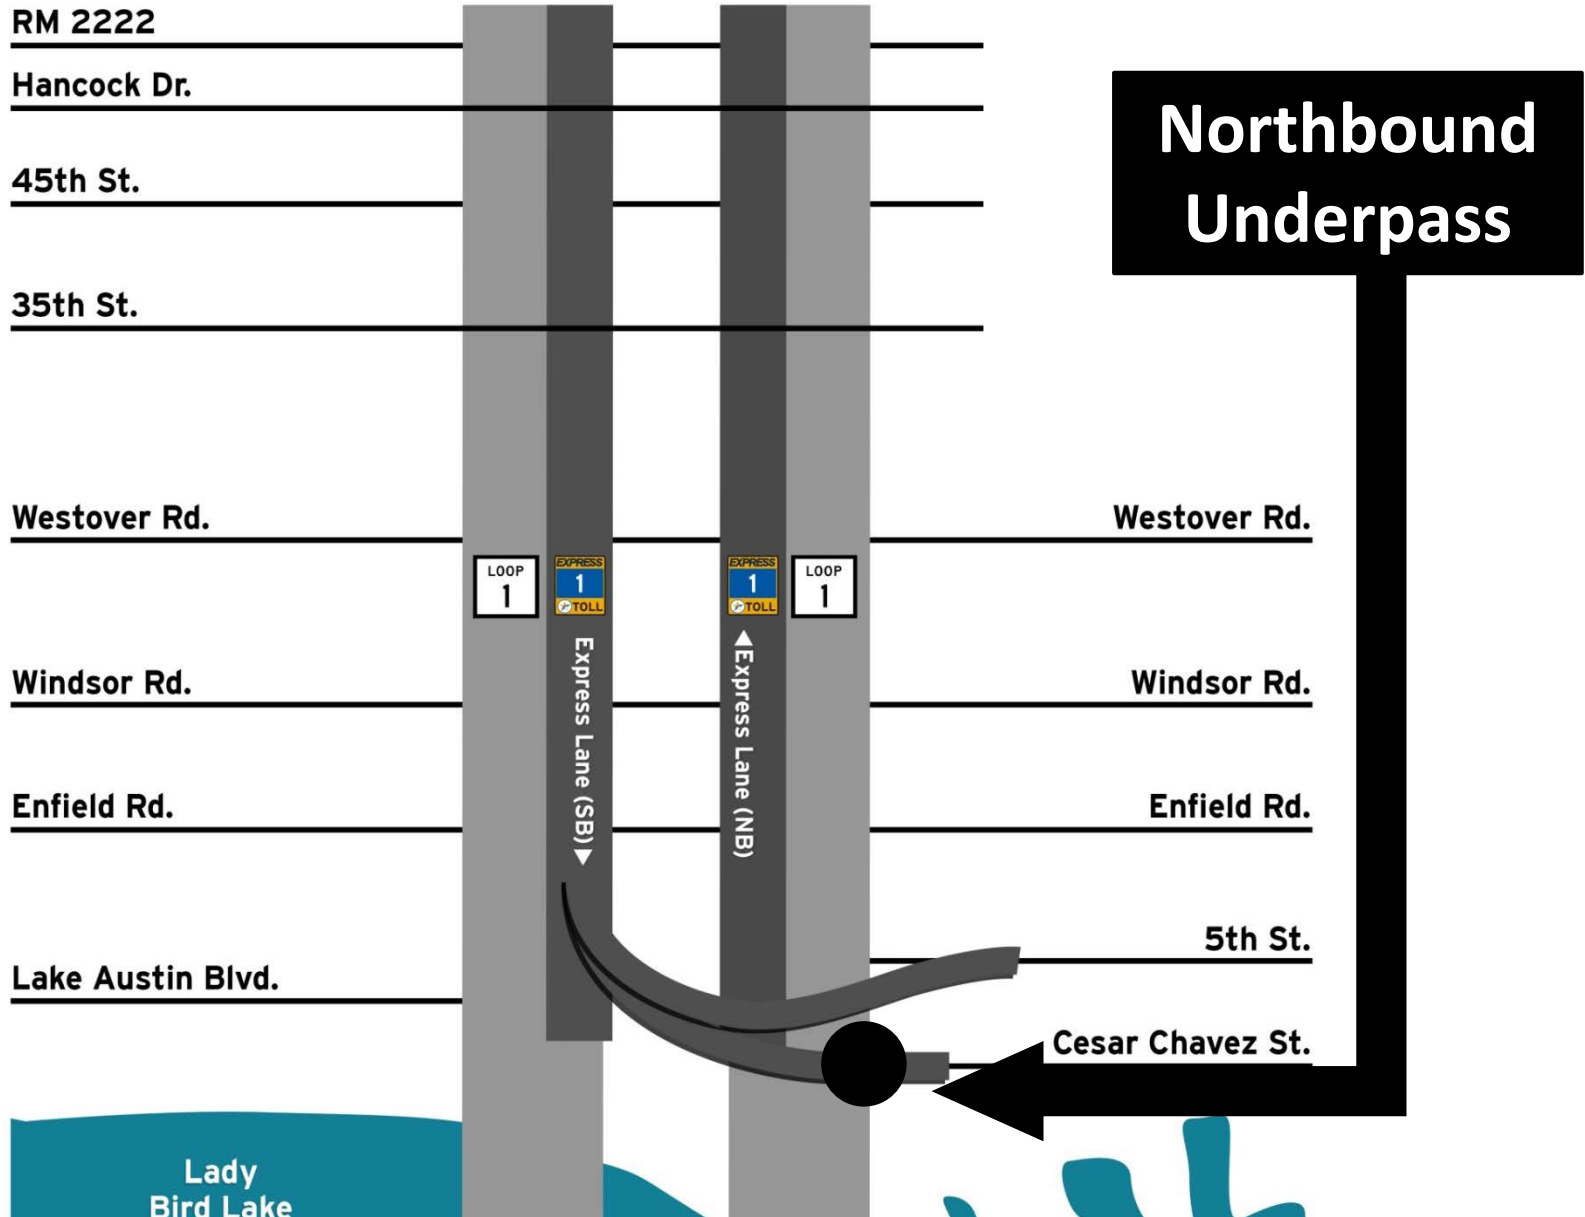 RM 2222
Hancock Dr.
Northbound
Underpass
45th St.
35th St.
Westover Rd.
Westover Rd.
LOOP
1
EXPRESS
1
TOLL
EXPRESS
1
TOLL
LOOP
1
Express Lane (SB)
Express Lane (NB)
Windsor Rd.
Windsor Rd.
Enfield Rd.
Enfield Rd.
5th St.
Lake Austin Blvd.
Cesar Chavez St.
Lady
Bird Lake